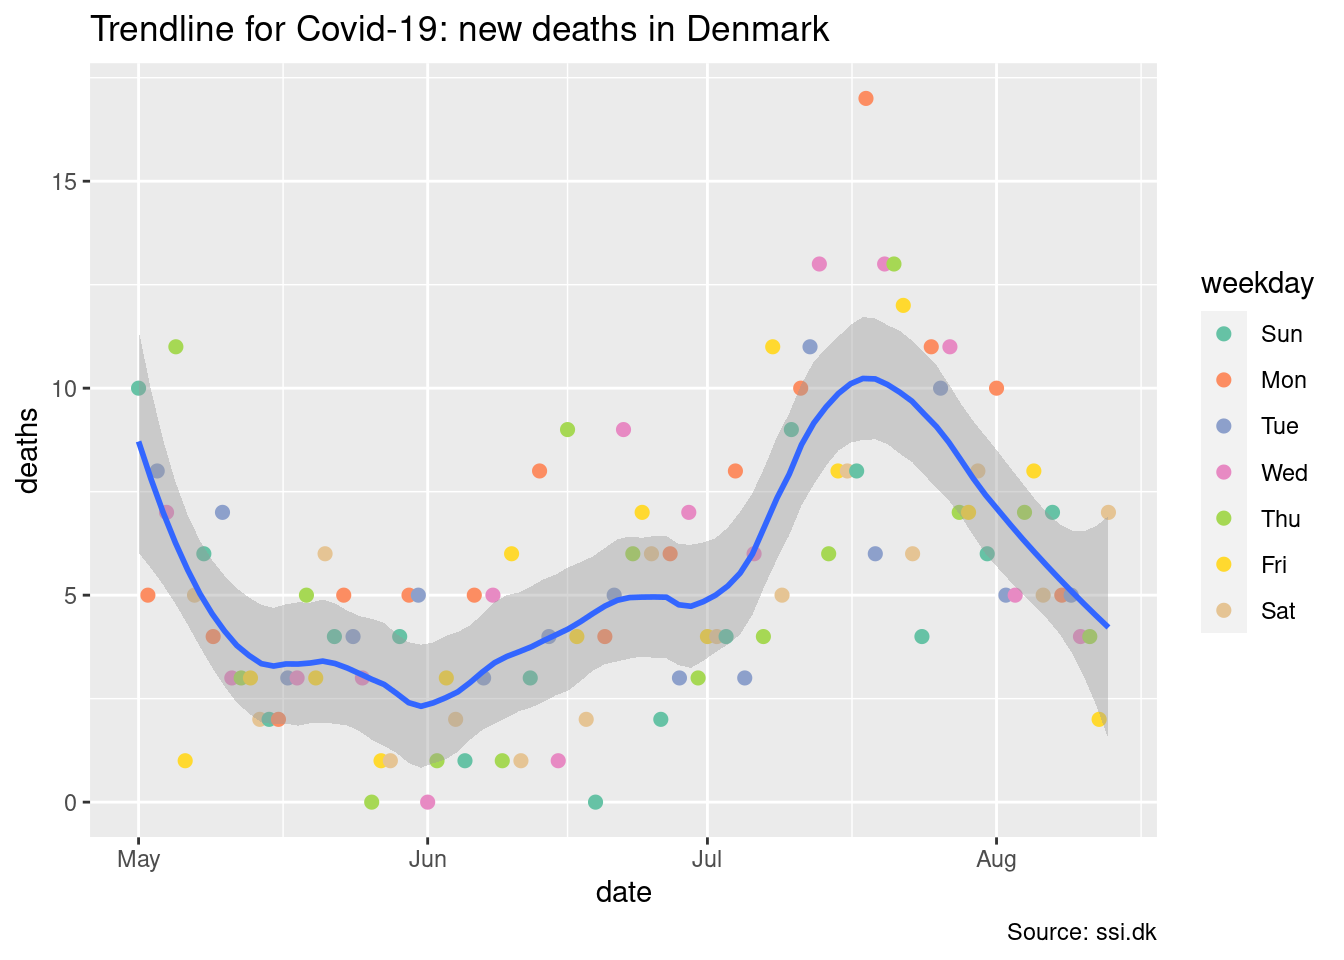 Trendline for Covid-19: new deaths in Denmark
deaths
15
10
5
0
May Jun Jul Aug
date
weekday
Sun
Mon
Tue
Wed
Thu
Fri
Sat
Source: ssi.dk